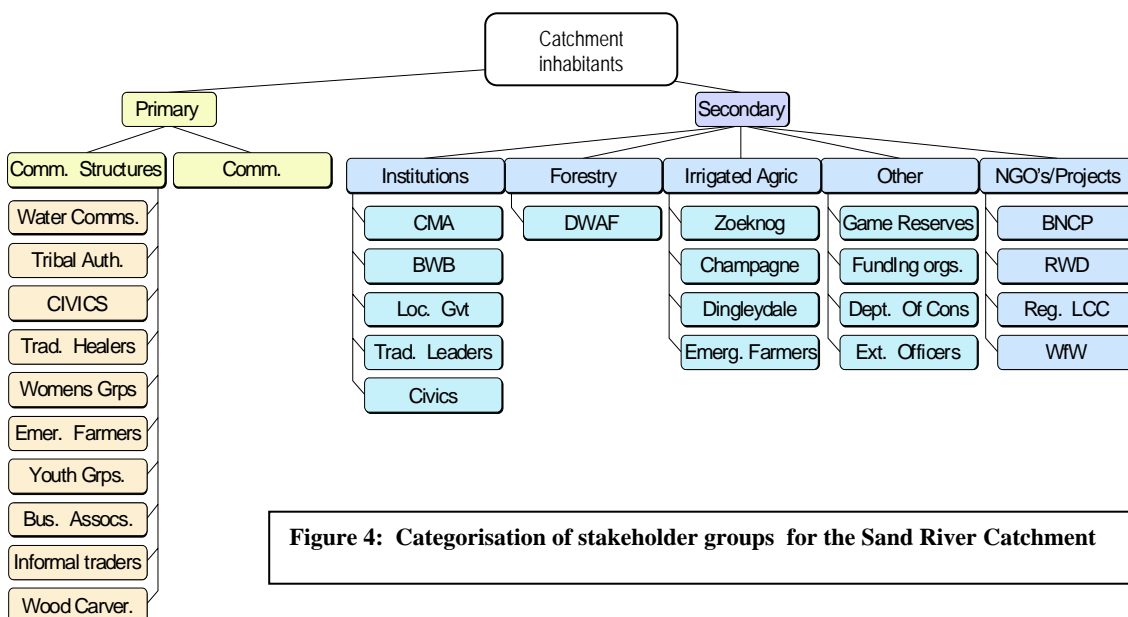 Catchment
inhabitants
Primary
Secondary
Comm. Structures
Comm.
Institutions
Forestry
Irrigated Agric
Other
NGO's/Projects
Water Comms.
Tribal Auth.
CIVICS
Trad. Healers
Womens Grps
Emer. Farmers
Youth Grps.
Bus. Assocs.
Informal traders
Wood Carver.
CMA
BWB
Loc. Gvt
Trad. Leaders
Civics
DWAF
Zoeknog
Champagne
Dingleydale
Emerg. Farmers
Game Reserves
FundIng orgs.
Dept. Of Cons
Ext. Officers
BNCP
RWD
Reg. LCC
WfW
Figure 4: Categorisation of stakeholder groups for the Sand River Catchment